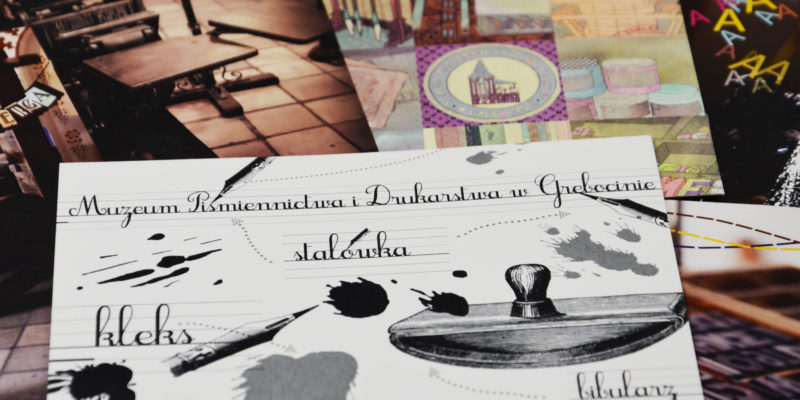 Muzeum Piśmiennictwa i Drukarstwa w Grębocinie
stalówka
kleks
bibularz